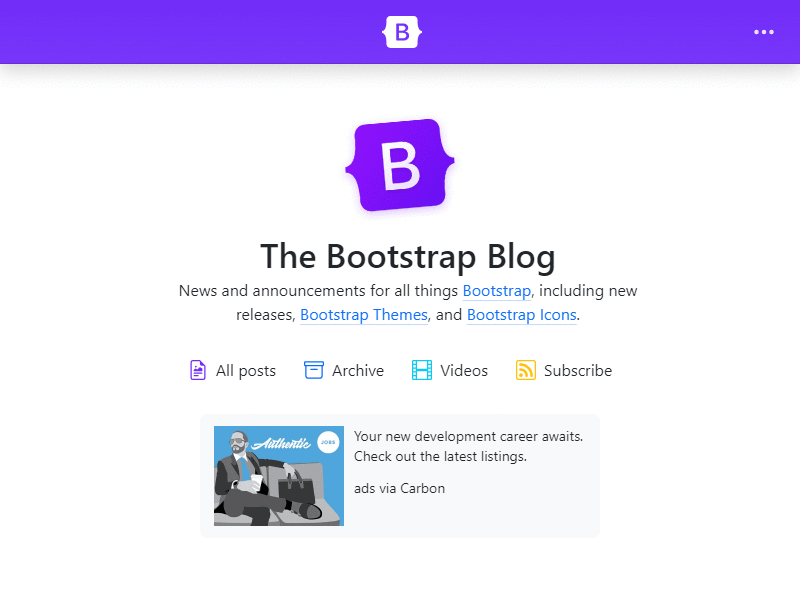 B
B
The Bootstrap Blog
News and announcements for all things Bootstrap, including new
releases, Bootstrap Themes, and Bootstrap Icons.
All posts
Archive
Videos
Subscribe
Authentic JOBS
Your new development career awaits.
Check out the latest listings.
ads via Carbon